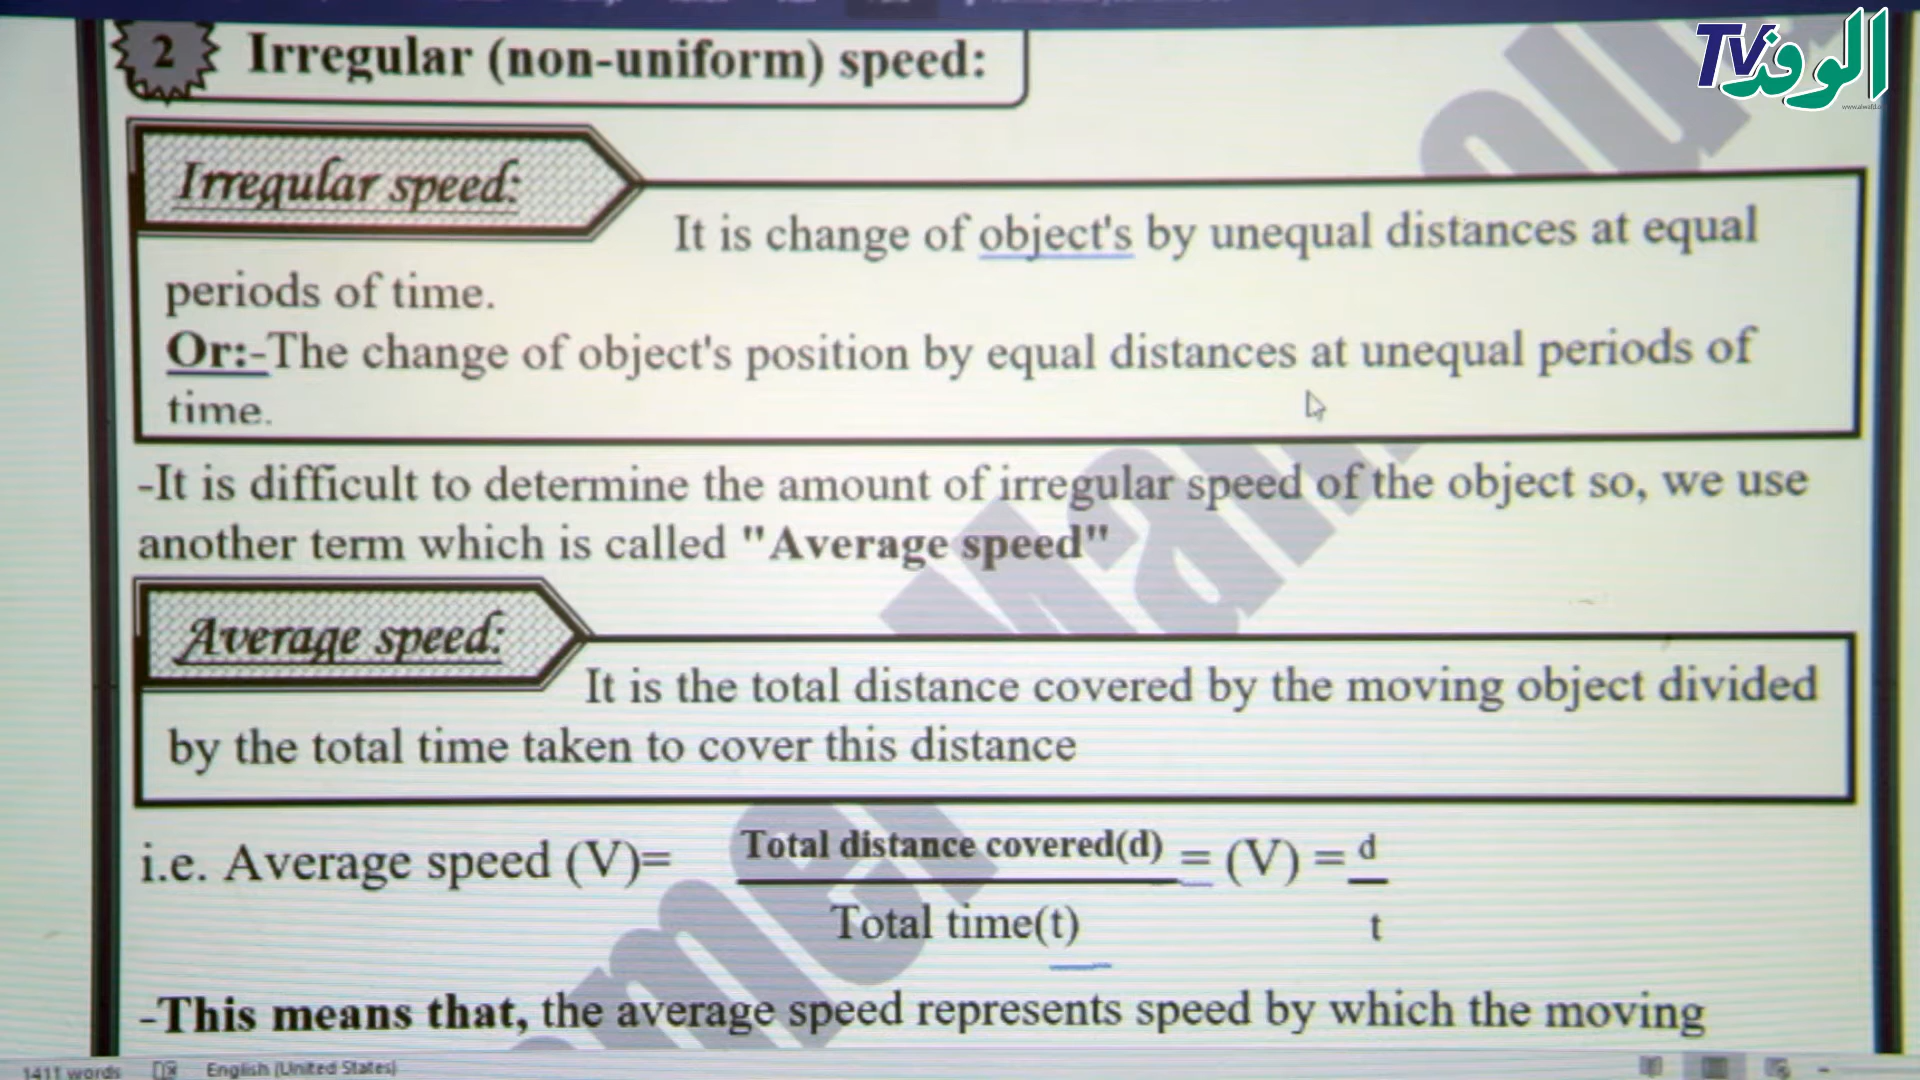 2 Irregular (non-uniform) speed:
TV الوفد
Irregular speed:
It is change of object's by unequal distances at equal
periods of time.
Or:-The change of object's position by equal distances at unequal periods of
time.
-It is difficult to determine the amount of irregular speed of the object so, we use
another term which is called "Average speed"
Average speed:
It is the total distance covered by the moving object divided
by the total time taken to cover this distance
i.e. Average speed (V)= Total distance covered(d) = (V) = d
Total time(t) t
-This means that, the average speed represents speed by which the moving
1411 words English (United States)